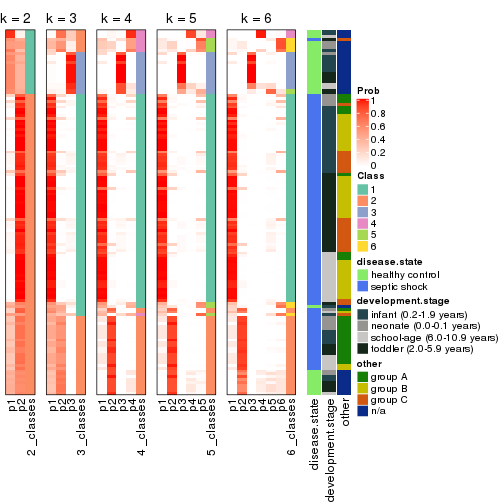 k = 2 k = 3 k = 4 k = 5 k = 6
Prob
1
0.8
0.6
0.4
0.2
0
Class
1
2
3
4
5
6
disease.state
healthy control
septic shock
development.stage
infant (0.2-1.9 years)
neonate (0.0-0.1 years)
school-age (6.0-10.9 years)
toddler (2.0-5.9 years)
other
group A
group B
group C
n/a
p1 p2 2_classes p1 p2 p3 3_classes p1 p2 p3 p4 4_classes p1 p2 p3 p4 p5 5_classes p1 p2 p3 p4 p5 p6 6_classes disease.state development.stage other